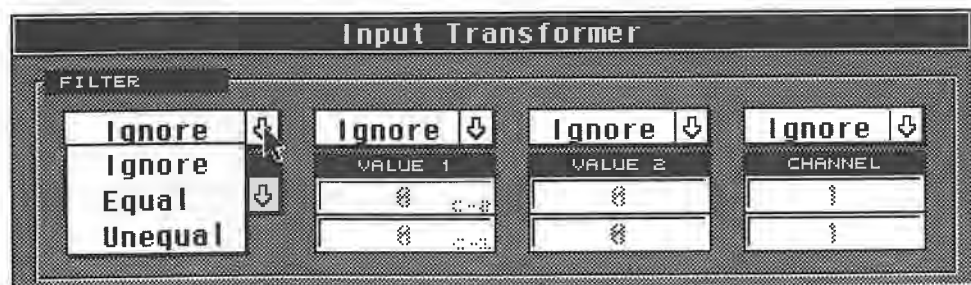 Input Transformer
FILTER
Ignore Ignore Ignore Ignore
Ignore VALUE 1 VALUE 2 CHANNEL
Equal 0 0 1
Unequal 0 0 1